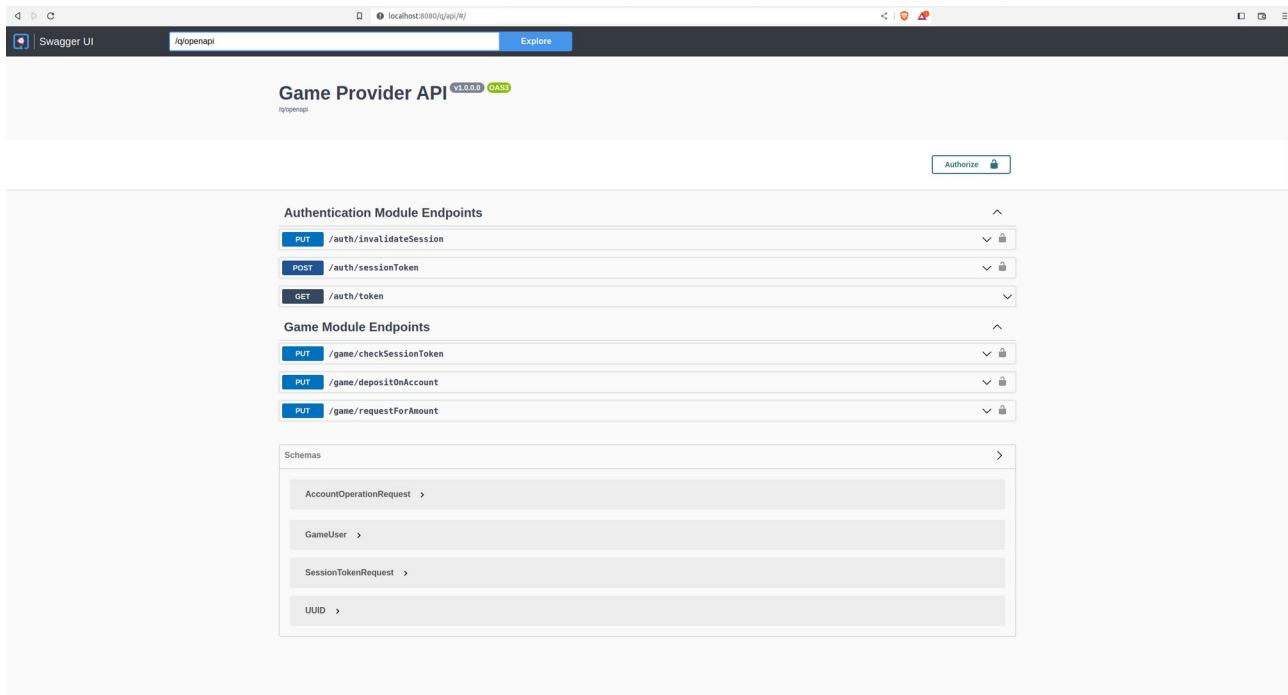 localhost:8080/q/api/#/
Swagger UI
/q/openapi
Explore
Game Provider API v1.0.0.0 OAS3
/q/openapi
Authorize
Authentication Module Endpoints
PUT /auth/invalidateSession
POST /auth/sessionToken
GET /auth/token
Game Module Endpoints
PUT /game/checkSessionToken
PUT /game/depositOnAccount
PUT /game/requestForAmount
Schemas
AccountOperationRequest
GameUser
SessionTokenRequest
UUID